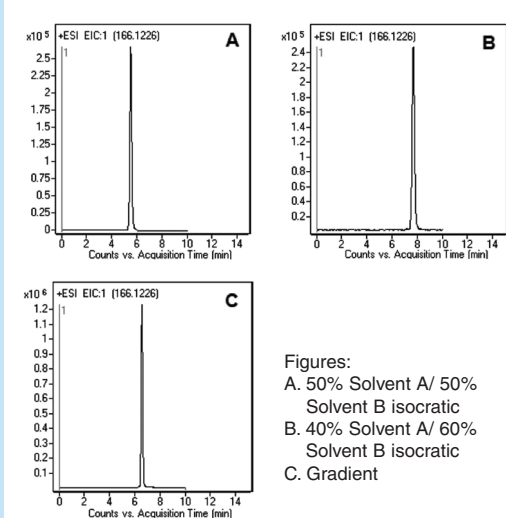 x10 5 +ESI EIC:1 (166.1226) A
1
2.5
2.25
2
1.75
1.5
1.25
1
0.75
0.5
0.25
0
0 2 4 6 8 10 12 14
Counts vs. Acquisition Time (min)
x10 5 +ESI EIC:1 (166.1226) B
1
2.4
2.2
2
1.8
1.6
1.4
1.2
1
0.8
0.6
0.4
0.2
0 2 4 6 8 10 12 14
Counts vs. Acquisition Time (min)
x10 6 +ESI EIC:1 (166.1226) C
1
1.2
1.1
1
0.9
0.8
0.7
0.6
0.5
0.4
0.3
0.2
0.1
0 2 4 6 8 10 12 14
Counts vs. Acquisition Time (min)
Figures:
A. 50% Solvent A/ 50%
Solvent B isocratic
B. 40% Solvent A/ 60%
Solvent B isocratic
C. Gradient